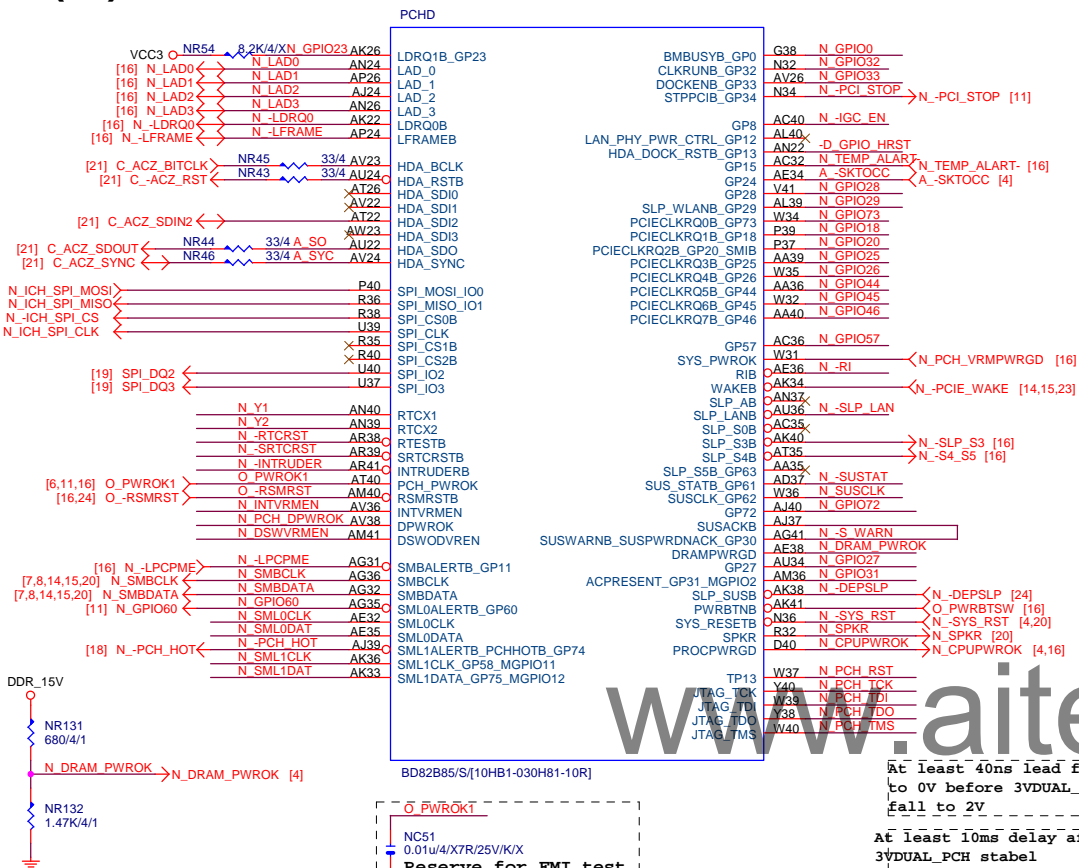 PCHD
VCC3 NR54 8.2K/4/X N_GPIO23 AK26 LDRQ1B_GP23
[16] N_LAD0 N_LAD0 AN24 LAD_0
[16] N_LAD1 N_LAD1 AP26 LAD_1
[16] N_LAD2 N_LAD2 AJ24 LAD_2
[16] N_LAD3 N_LAD3 AN26 LAD_3
[16] N_-LDRQ0 N_-LDRQ0 AK22 LDRQ0B
[16] N_-LFRAME N_-LFRAME AP24 LFRAMEB
[21] C_ACZ_BITCLK NR45 33/4 AV23 HDA_BCLK
[21] C_-ACZ_RST NR43 33/4 AU24 HDA_RSTB
AT26 HDA_SDI0
AV22 HDA_SDI1
[21] C_ACZ_SDIN2 AT22 HDA_SDI2
AW23 HDA_SDI3
[21] C_ACZ_SDOUT NR44 33/4 A_SO AU22 HDA_SDO
[21] C_ACZ_SYNC NR46 33/4 A_SYC AV24 HDA_SYNC
N_ICH_SPI_MOSI P40 SPI_MOSI_IO0
N_ICH_SPI_MISO R36 SPI_MISO_IO1
N_-ICH_SPI_CS R38 SPI_CS0B
N_ICH_SPI_CLK U39 SPI_CLK
R35 SPI_CS1B
R40 SPI_CS2B
[19] SPI_DQ2 U40 SPI_IO2
[19] SPI_DQ3 U37 SPI_IO3
N_Y1 AN40 RTCX1
N_Y2 AN39 RTCX2
N_-RTCRST AR38 RTESTB
N_-SRTCRST AR39 SRTCRSTB
N_-INTRUDER AR41 INTRUDERB
[6,11,16] O_PWROK1 O_PWROK1 AT40 PCH_PWROK
[16,24] O_-RSMRST O_-RSMRST AM40 RSMRSTB
N_INTVRMEN AV36 INTVRMEN
N_PCH_DPWROK AV38 DPWROK
N_DSWVRMEN AM41 DSWODVREN
[16] N_-LPCPME N_-LPCPME AG31 SMBALERTB_GP11
[7,8,14,15,20] N_SMBCLK N_SMBCLK AG36 SMBCLK
[7,8,14,15,20] N_SMBDATA N_SMBDATA AG32 SMBDATA
[11] N_GPIO60 N_GPIO60 AG35 SML0ALERTB_GP60
N_SML0CLK AE32 SML0CLK
N_SML0DAT AE35 SML0DATA
[18] N_-PCH_HOT N_-PCH_HOT AJ39 SML1ALERTB_PCHHOTB_GP74
N_SML1CLK AK36 SML1CLK_GP58_MGPIO11
N_SML1DAT AK33 SML1DATA_GP75_MGPIO12
BMBUSYB_GP0 G38 N_GPIO0
CLKRUNB_GP32 N32 N_GPIO32
DOCKENB_GP33 AV26 N_GPIO33
STPPCIB_GP34 N34 N_-PCI_STOP N_-PCI_STOP [11]
GP8 AC40 N_-IGC_EN
LAN_PHY_PWR_CTRL_GP12 AL40
HDA_DOCK_RSTB_GP13 AN22 -D_GPIO_HRST
GP15 AC32 N_TEMP_ALART- N_TEMP_ALART- [16]
GP24 AE34 A_-SKTOCC A_-SKTOCC [4]
GP28 V41 N_GPIO28
SLP_WLANB_GP29 AL39 N_GPIO29
PCIECLKRQ0B_GP73 W34 N_GPIO73
PCIECLKRQ1B_GP18 P39 N_GPIO18
PCIECLKRQ2B_GP20_SMIB P37 N_GPIO20
PCIECLKRQ3B_GP25 AA39 N_GPIO25
PCIECLKRQ4B_GP26 W35 N_GPIO26
PCIECLKRQ5B_GP44 AA36 N_GPIO44
PCIECLKRQ6B_GP45 W32 N_GPIO45
PCIECLKRQ7B_GP46 AA40 N_GPIO46
GP57 AC36 N_GPIO57
SYS_PWROK W31 N_PCH_VRMPWRGD [16]
RIB AE36 N_-RI
WAKEB AK34 N_-PCIE_WAKE [14,15,23]
SLP_AB AN37
SLP_LANB AU36 N_-SLP_LAN
SLP_S0B AC35
SLP_S3B AK40 N_-SLP_S3 [16]
SLP_S4B AT35 N_-S4_S5 [16]
SLP_S5B_GP63 AA35
SUS_STATB_GP61 AD37 N_-SUSTAT
SUSCLK_GP62 W36 N_SUSCLK
GP72 AJ40 N_GPIO72
SUSACKB AJ37
SUSWARNB_SUSPWRDNACK_GP30 AG41 N_-S_WARN
DRAMPWRGD AE38 N_DRAM_PWROK
GP27 AU34 N_GPIO27
ACPRESENT_GP31_MGPIO2 AM36 N_GPIO31
SLP_SUSB AK38 N_-DEPSLP N_-DEPSLP [24]
PWRBTNB AK41 O_PWRBTSW [16]
SYS_RESETB N36 N_-SYS_RST N_-SYS_RST [4,20]
SPKR R32 N_SPKR N_SPKR [20]
PROCPWRGD D40 N_CPUPWROK N_CPUPWROK [4,16]
TP13 W37 N_PCH_RST
JTAG_TCK Y40 N_PCH_TCK
JTAG_TDI W39 N_PCH_TDI
JTAG_TDO Y38 N_PCH_TDO
JTAG_TMS W40 N_PCH_TMS
BD82B85/S/[10HB1-030H81-10R]
DDR_15V
NR131
680/4/1
N_DRAM_PWROK N_DRAM_PWROK [4]
NR132
1.47K/4/1
O_PWROK1
NC51
0.01u/4/X7R/25V/K/X
Reserve for EMI test
www.aite
At least 40ns lead f
to 0V before 3VDUAL_
fall to 2V
At least 10ms delay a
3VDUAL_PCH stabel